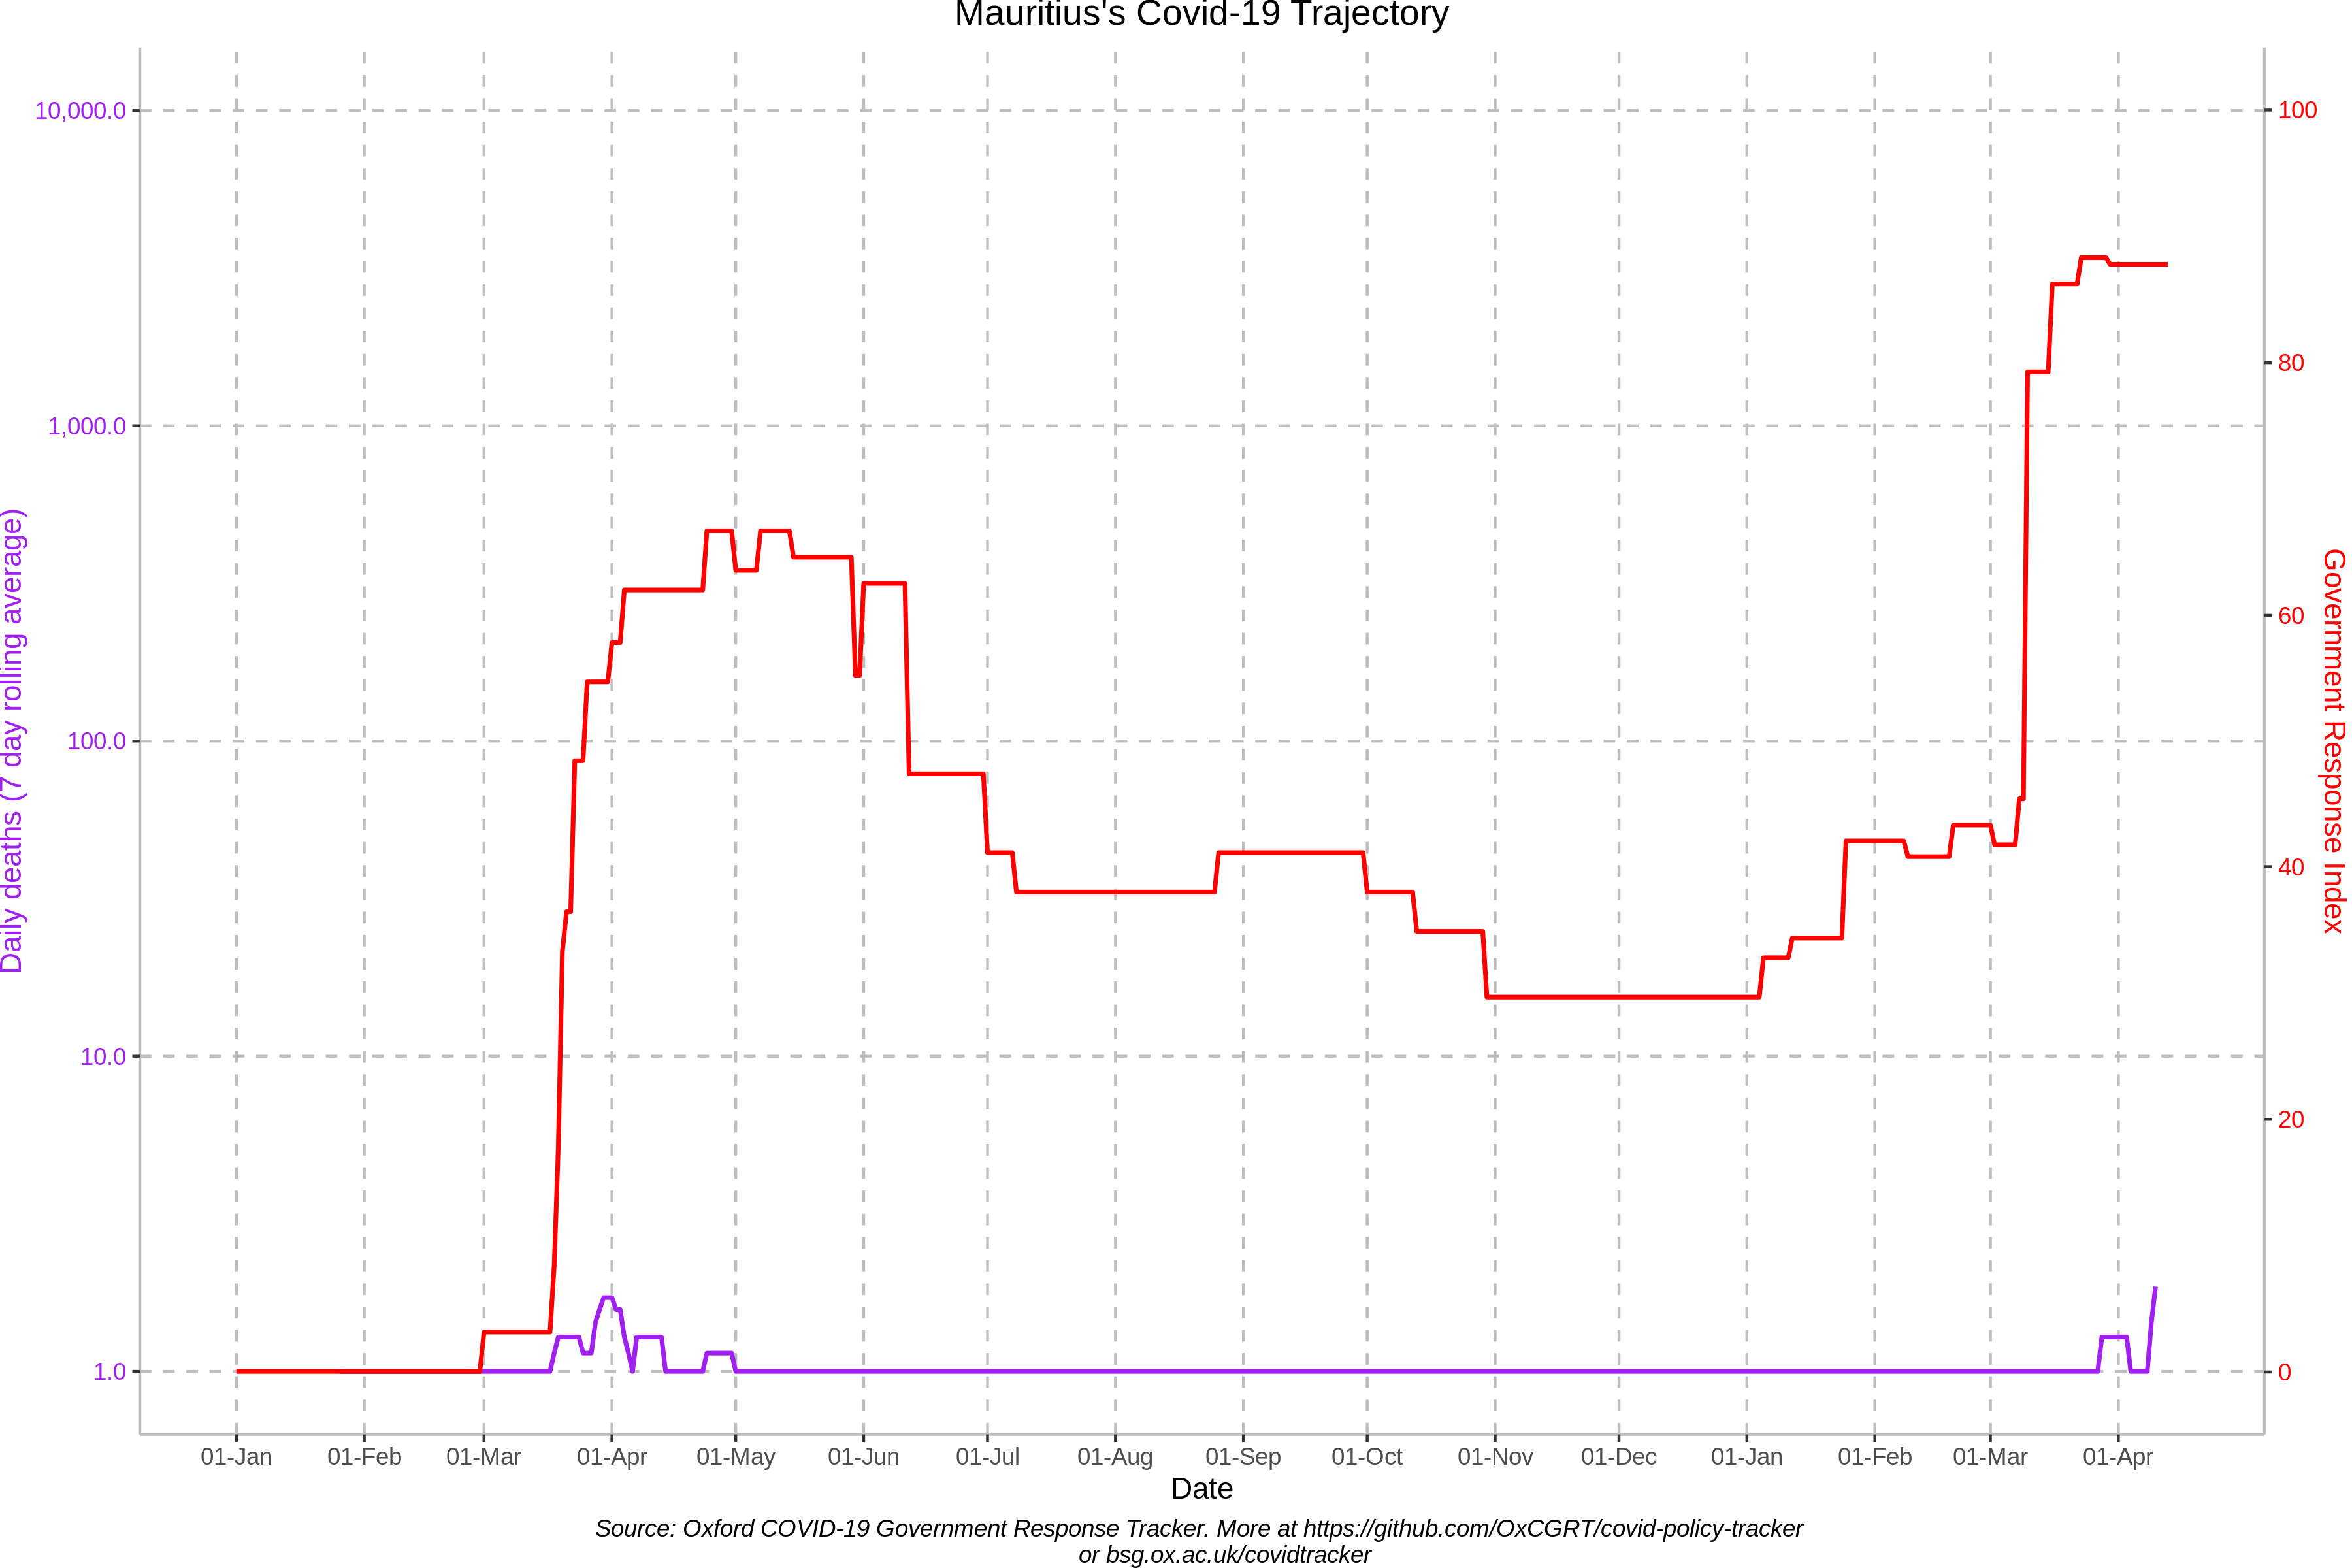 Mauritius's Covid-19 Trajectory
10,000.0
1,000.0
100.0
10.0
1.0
Daily deaths (7 day rolling average)
100
80
60
40
20
0
Government Response Index
01-Jan 01-Feb 01-Mar 01-Apr 01-May 01-Jun 01-Jul 01-Aug 01-Sep 01-Oct 01-Nov 01-Dec 01-Jan 01-Feb 01-Mar 01-Apr
Date
Source: Oxford COVID-19 Government Response Tracker. More at https://github.com/OxCGRT/covid-policy-tracker
or bsg.ox.ac.uk/covidtracker